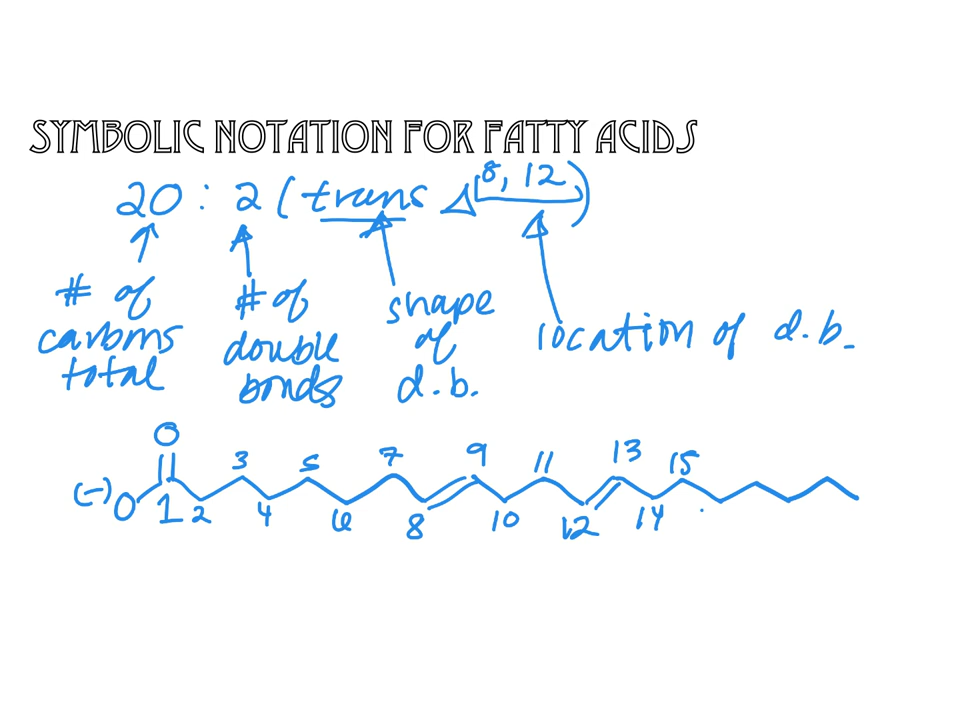 SYMBOLIC NOTATION FOR FATTY ACIDS
20 : 2 ( trans Δ 8, 12 )
# of carbons total
# of double bonds
shape of d.b.
location of d.b.
O
(-) O 1 2 3 4 5 6 7 8 9 10 11 12 13 14 15